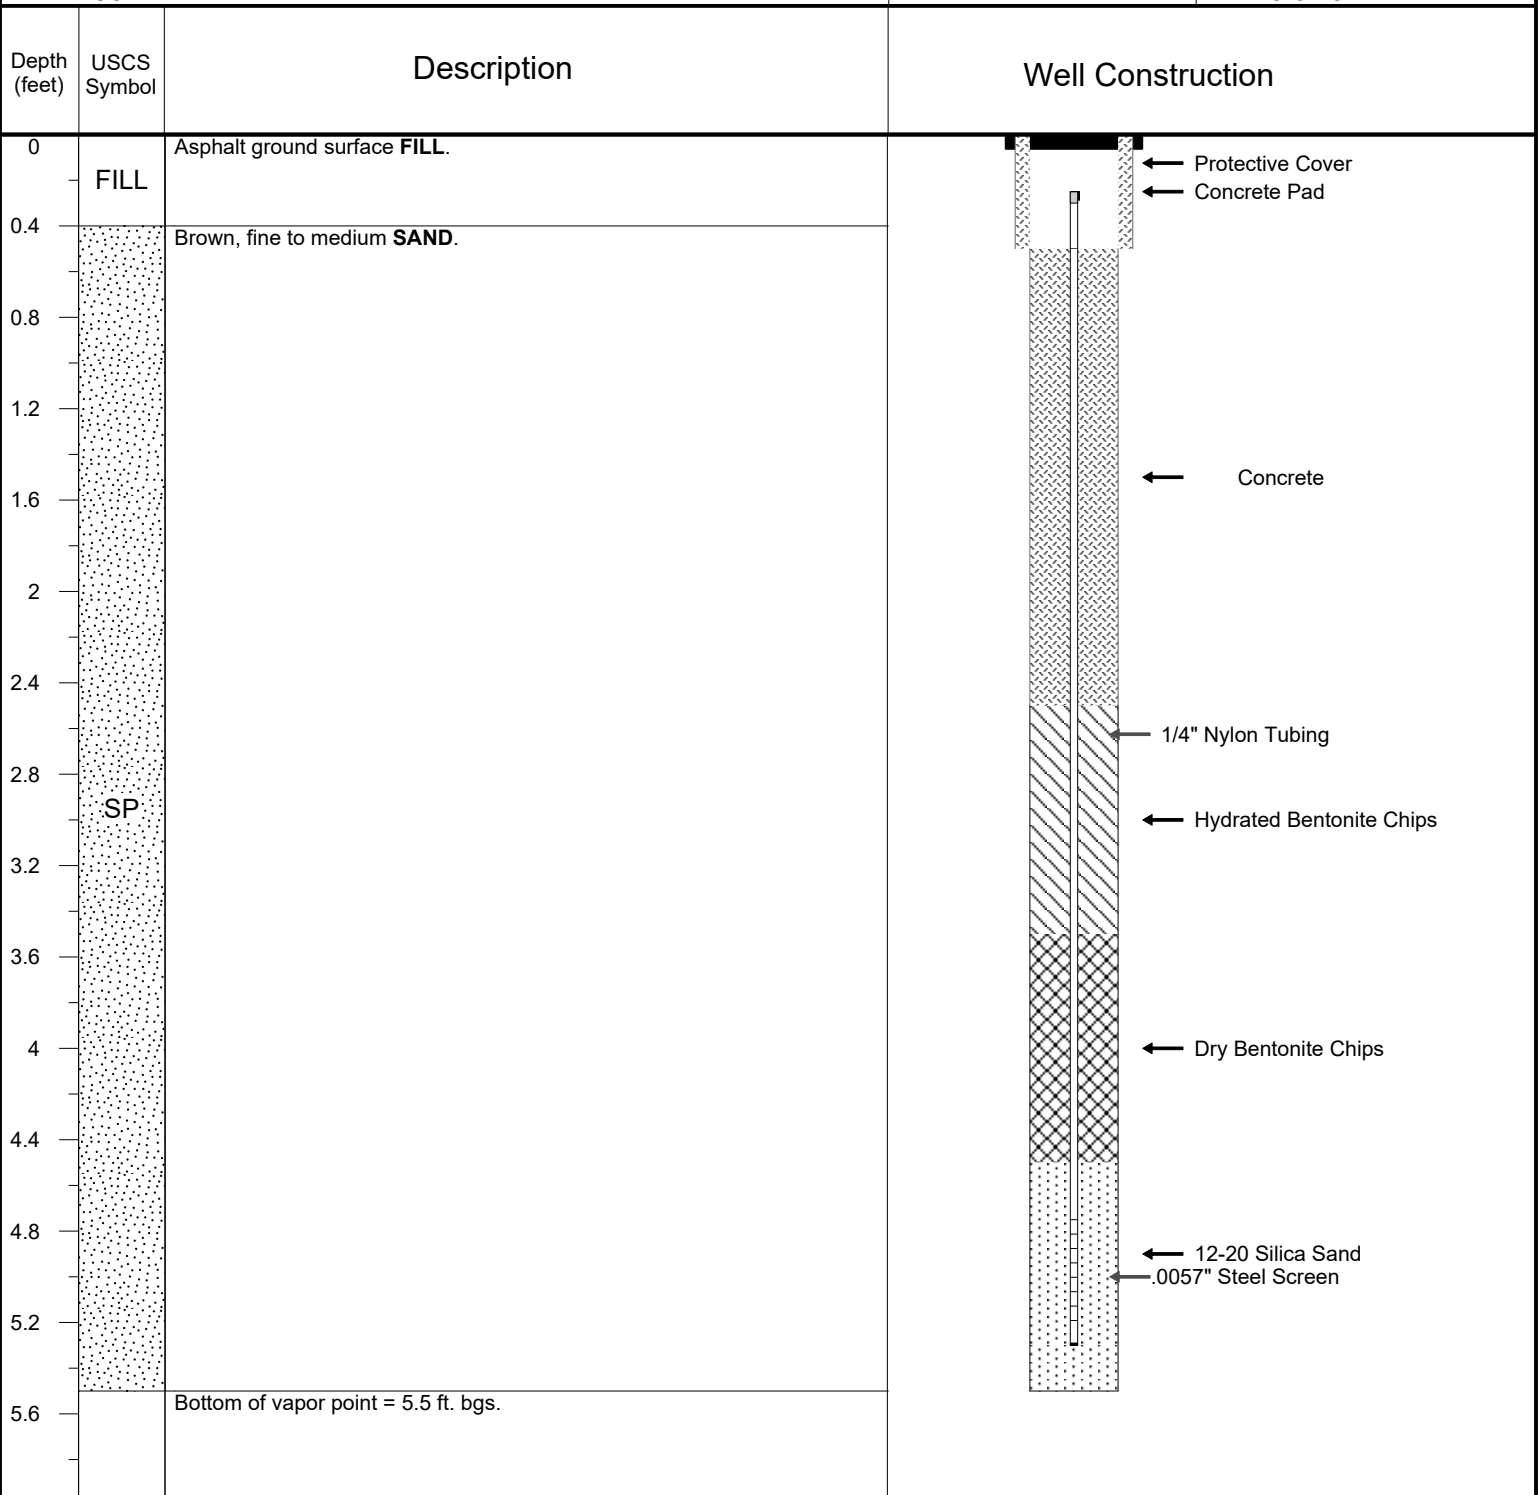 Depth
(feet)
USCS
Symbol
Description
Well Construction
0
FILL
Asphalt ground surface FILL.
Protective Cover
Concrete Pad
0.4
Brown, fine to medium SAND.
0.8
1.2
Concrete
1.6
2
2.4
1/4" Nylon Tubing
2.8
SP
Hydrated Bentonite Chips
3.2
3.6
4
Dry Bentonite Chips
4.4
4.8
12-20 Silica Sand
.0057" Steel Screen
5.2
Bottom of vapor point = 5.5 ft. bgs.
5.6